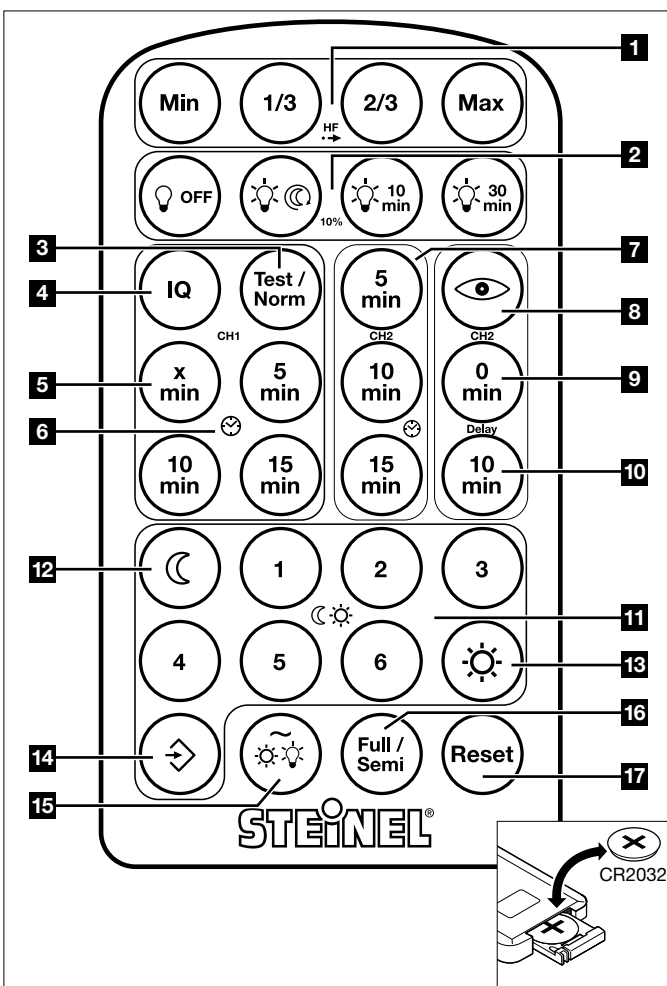 1
Min 1/3 2/3 Max
HF
2
OFF 10 min 30 min
10%
3
4
IQ Test / Norm 5 min
7
8
CH1 CH2 CH2
5
x min 5 min 10 min 0 min
9
6
Delay
10 min 15 min 15 min 10 min
10
12
1 2 3
11
4 5 6
13
14
15
Full / Semi
16
Reset
17
STEINEL®
CR2032